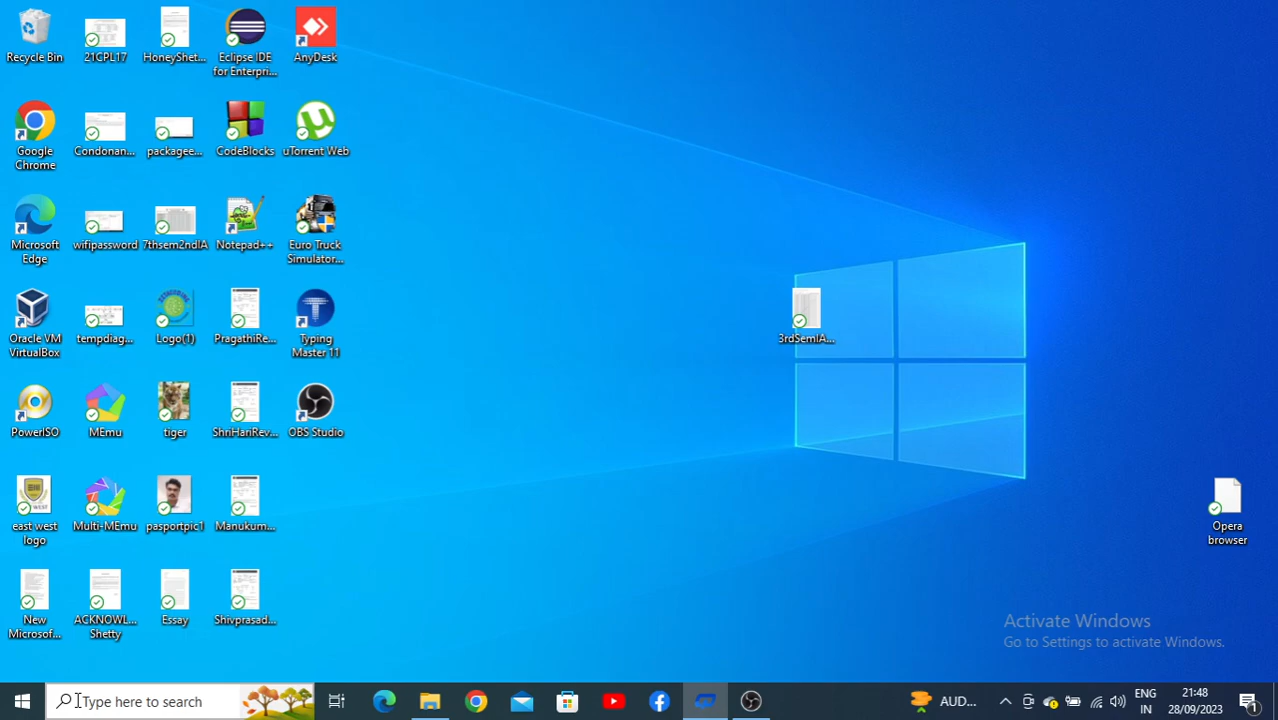 Recycle Bin
21CPL17
HoneyShet...
Eclipse IDE
for Enterpri...
AnyDesk
Google
Chrome
Condonan...
packagee...
CodeBlocks
uTorrent Web
Microsoft
Edge
wifipassword
7thsem2ndIA
Notepad++
Euro Truck
Simulator...
Oracle VM
VirtualBox
tempdiag...
Logo(1)
PragathiRe...
Typing
Master 11
3rdSemIA...
PowerISO
MEmu
tiger
ShriHariRev...
OBS Studio
east west
logo
Multi-MEmu
pasportpic1
Manukum...
Opera
browser
New
Microsof...
ACKNOWL...
Shetty
Essay
Shivprasad...
Activate Windows
Go to Settings to activate Windows.
Type here to search
AUD...
ENG
IN
21:48
28/09/2023
1